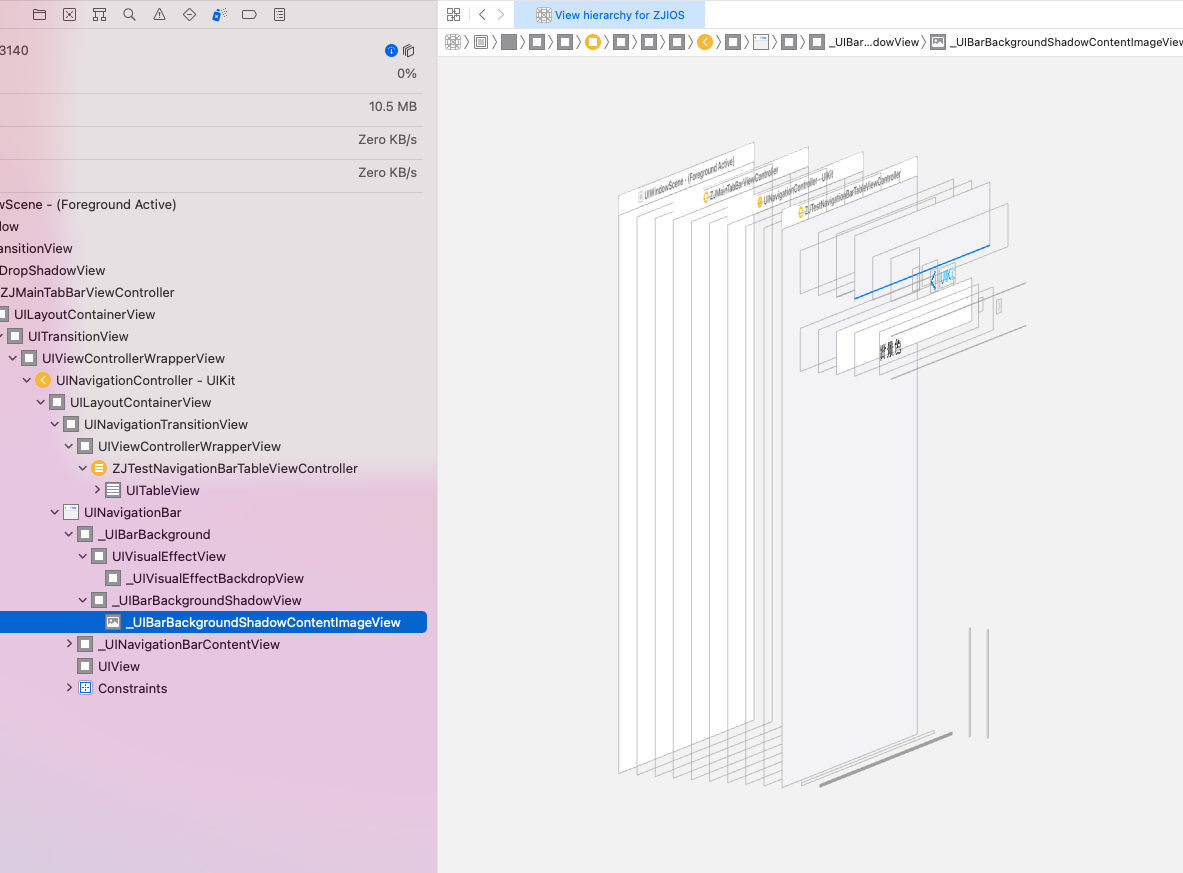 View hierarchy for ZJIOS
_UIBar...dowView
_UIBarBackgroundShadowContentImageView
3140
0%
10.5 MB
Zero KB/s
Zero KB/s
wScene - (Foreground Active)
dow
ansitionView
DropShadowView
ZJMainTabBarViewController
UILayoutContainerView
UITransitionView
UIViewControllerWrapperView
UINavigationController - UIKit
UILayoutContainerView
UINavigationTransitionView
UIViewControllerWrapperView
ZJTestNavigationBarTableViewController
UITableView
UINavigationBar
_UIBarBackground
UIVisualEffectView
_UIVisualEffectBackdropView
_UIBarBackgroundShadowView
_UIBarBackgroundShadowContentImageView
_UINavigationBarContentView
UIView
Constraints
UIWindowScene - (Foreground Active)
ZJMainTabBarViewController
UINavigationController - UIKit
ZJTestNavigationBarTableViewController
背景色